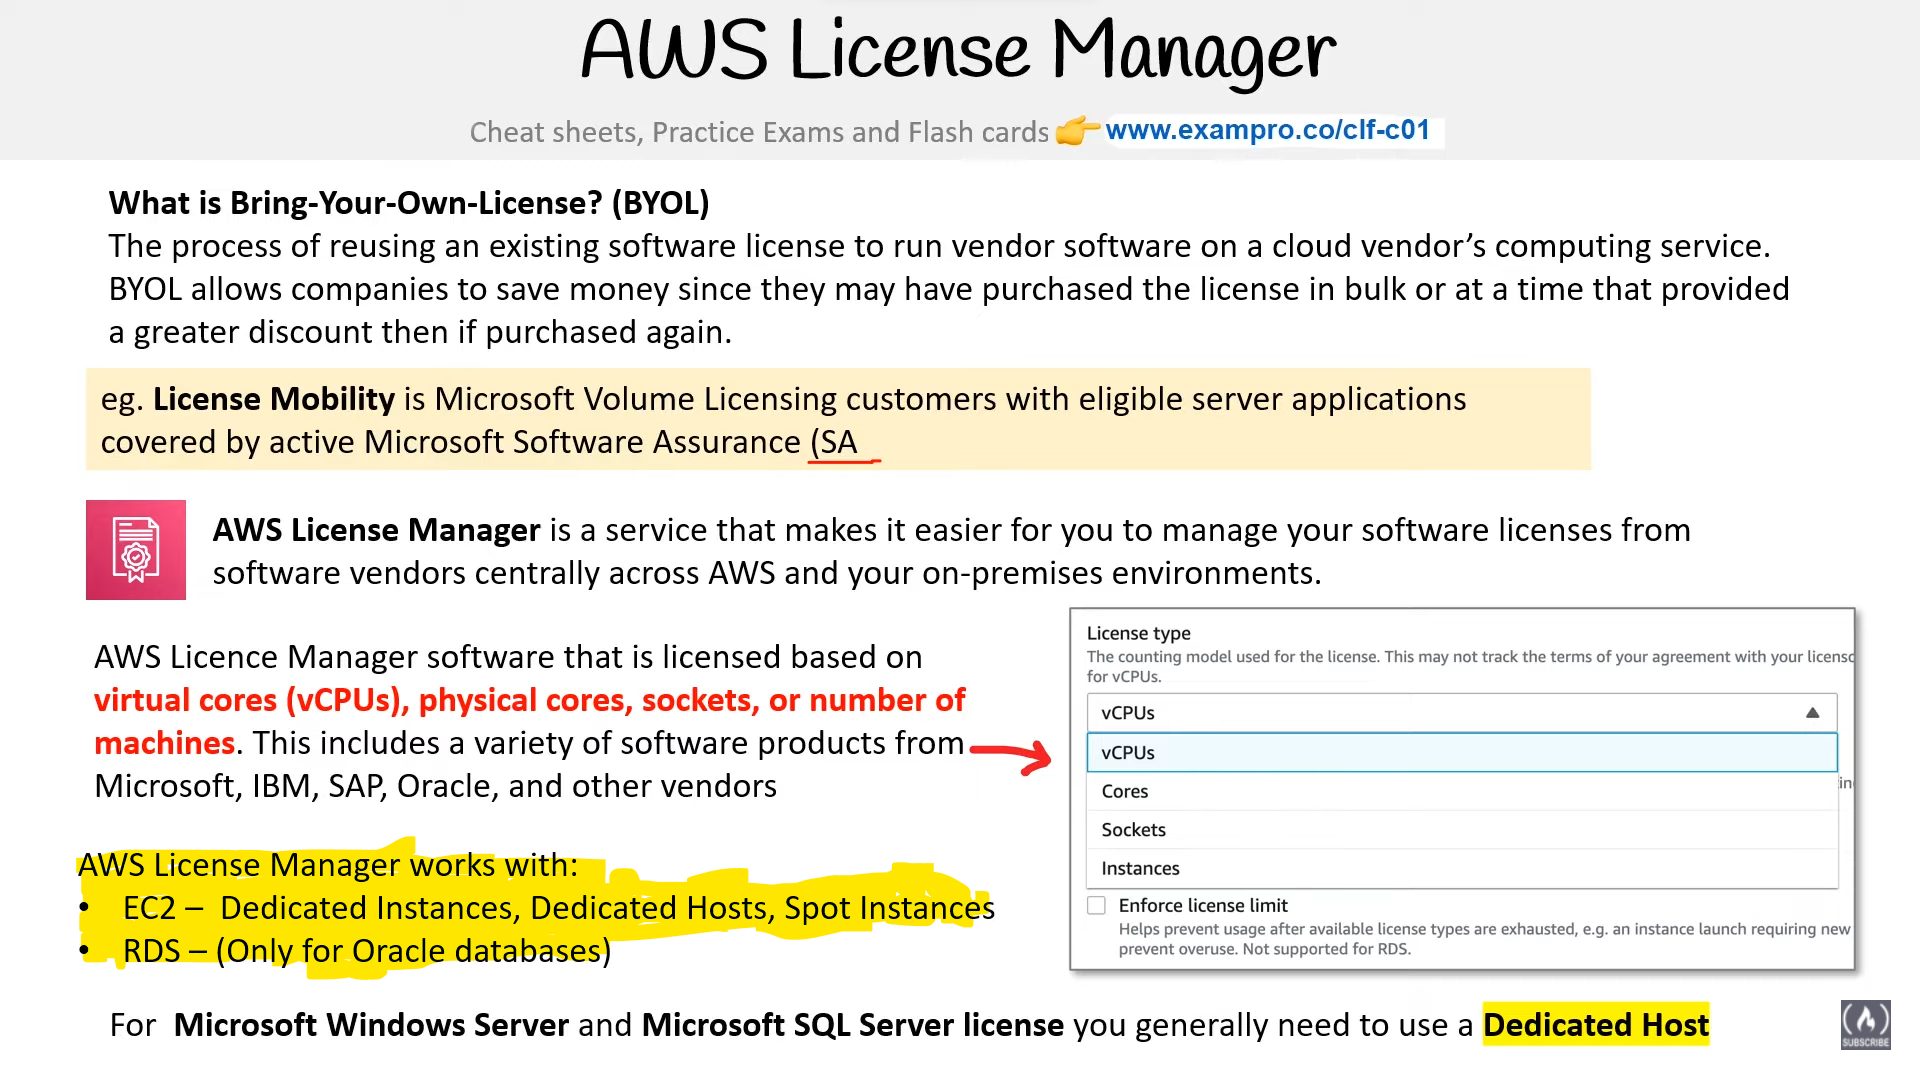 AWS License Manager
Cheat sheets, Practice Exams and Flash cards 👉 www.exampro.co/clf-c01
What is Bring-Your-Own-License? (BYOL)
The process of reusing an existing software license to run vendor software on a cloud vendor's computing service.
BYOL allows companies to save money since they may have purchased the license in bulk or at a time that provided
a greater discount then if purchased again.
eg. License Mobility is Microsoft Volume Licensing customers with eligible server applications
covered by active Microsoft Software Assurance (SA
AWS License Manager is a service that makes it easier for you to manage your software licenses from
software vendors centrally across AWS and your on-premises environments.
AWS Licence Manager software that is licensed based on
virtual cores (vCPUs), physical cores, sockets, or number of
machines. This includes a variety of software products from
Microsoft, IBM, SAP, Oracle, and other vendors
License type
The counting model used for the license. This may not track the terms of your agreement with your
for vCPUs.
vCPUs
vCPUs
Cores
Sockets
Instances
Enforce license limit
Helps prevent usage after available license types are exhausted, e.g. an instance launch requiring new
prevent overuse. Not supported for RDS.
AWS License Manager works with:
• EC2 – Dedicated Instances, Dedicated Hosts, Spot Instances
• RDS – (Only for Oracle databases)
For Microsoft Windows Server and Microsoft SQL Server license you generally need to use a Dedicated Host
SUBSCRIBE